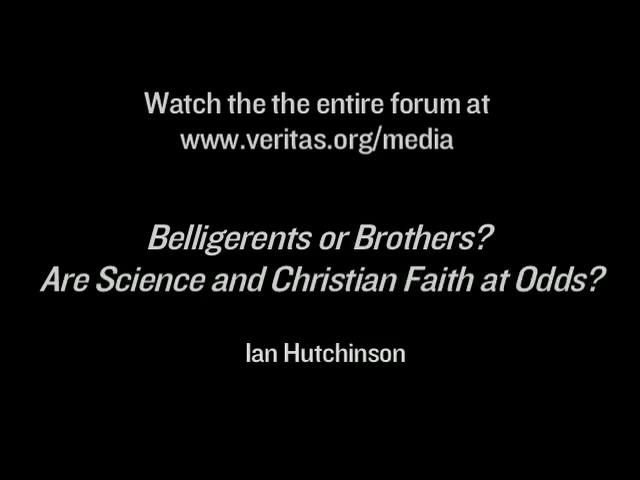 Watch the the entire forum at
www.veritas.org/media
Belligerents or Brothers?
Are Science and Christian Faith at Odds?
Ian Hutchinson